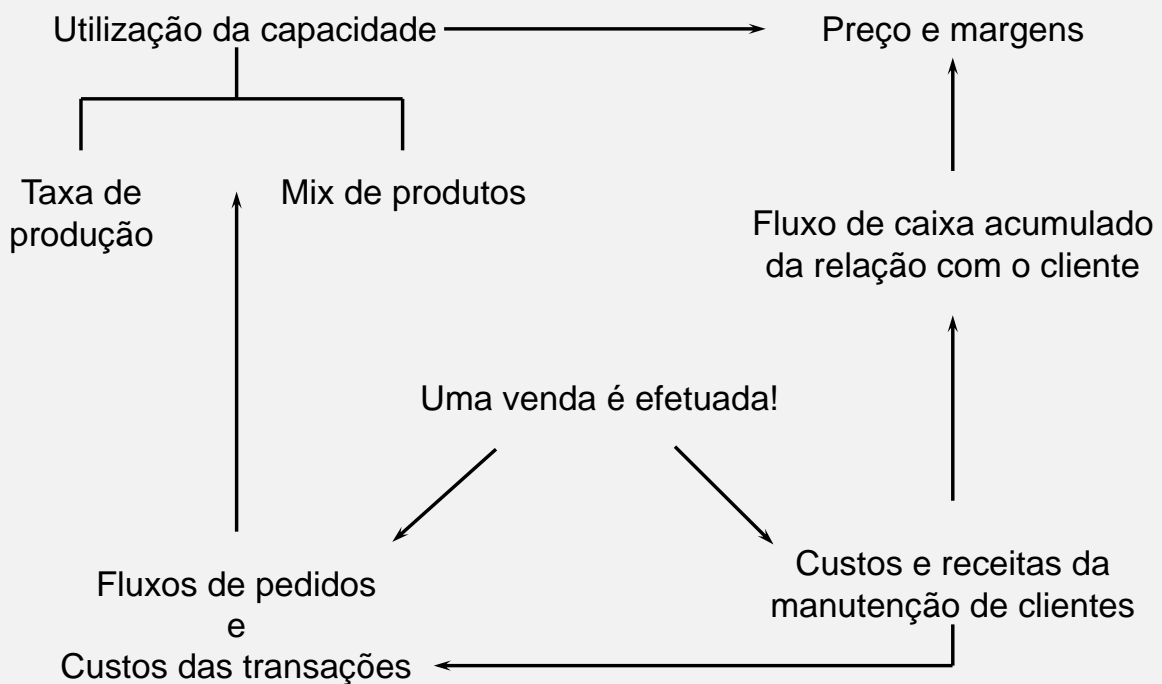 Utilização da capacidade
Preço e margens
Taxa de
produção
Mix de produtos
Fluxo de caixa acumulado
da relação com o cliente
Uma venda é efetuada!
Fluxos de pedidos
e
Custos das transações
Custos e receitas da
manutenção de clientes